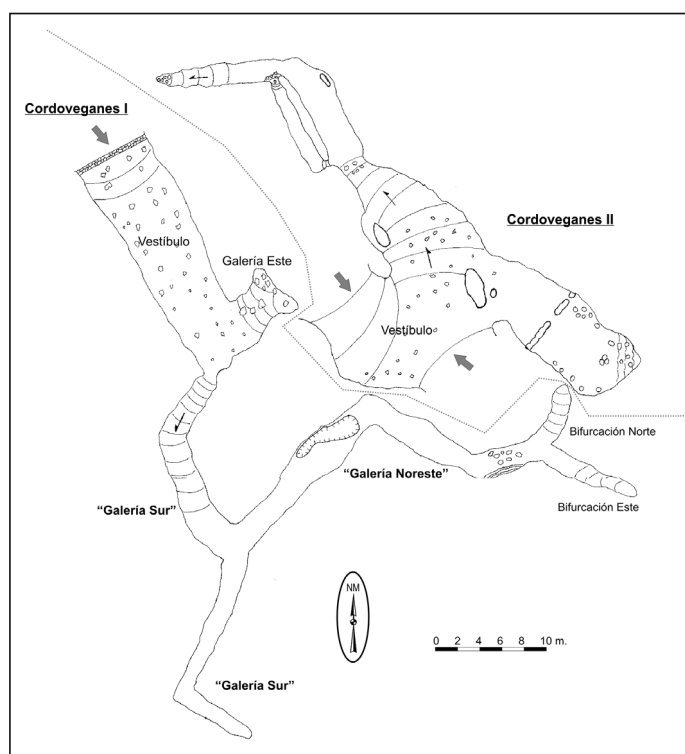 Cordoveganes I
Cordoveganes II
Vestíbulo
Galería Este
Vestíbulo
Bifurcación Norte
"Galería Noreste"
"Galería Sur"
Bifurcación Este
NM
0 2 4 6 8 10 m.
"Galería Sur"